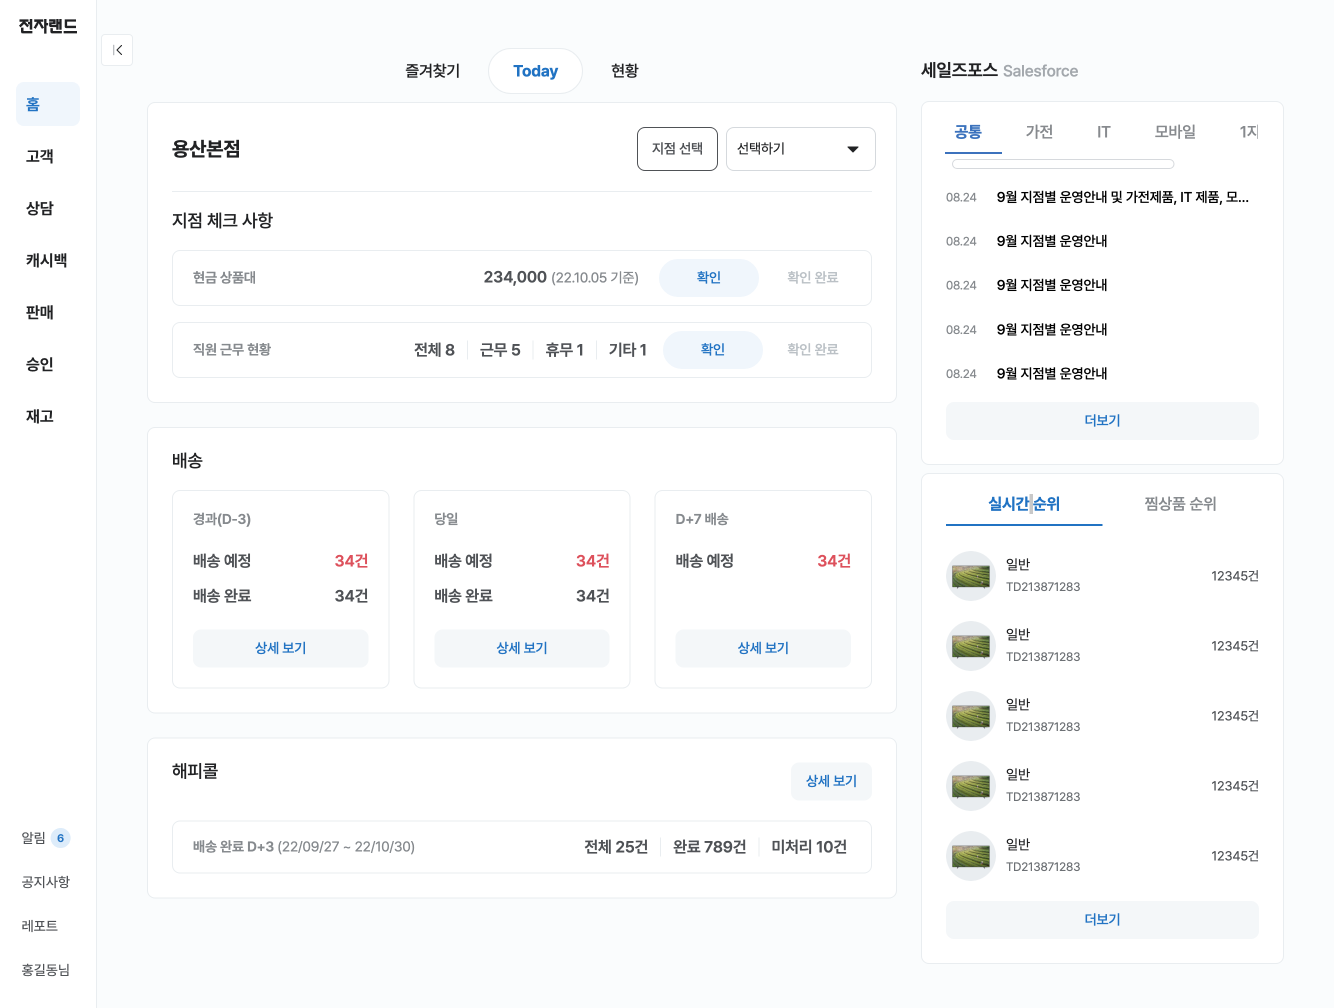 전자랜드
홈
고객
상담
캐시백
판매
승인
재고
알림 6
공지사항
레포트
홍길동님
즐겨찾기 Today 현황
용산본점 지점 선택 선택하기
지점 체크 사항
현금 상품대 234,000 (22.10.05 기준) 확인 확인 완료
직원 근무 현황 전체 8 근무 5 휴무 1 기타 1 확인 확인 완료
배송
경과(D-3)
배송 예정 34건
배송 완료 34건
상세 보기
당일
배송 예정 34건
배송 완료 34건
상세 보기
D+7 배송
배송 예정 34건
상세 보기
해피콜 상세 보기
배송 완료 D+3 (22/09/27 ~ 22/10/30) 전체 25건 완료 789건 미처리 10건
세일즈포스 Salesforce
공통 가전 IT 모바일
08.24 9월 지점별 운영안내 및 가전제품, IT 제품, 모...
08.24 9월 지점별 운영안내
08.24 9월 지점별 운영안내
08.24 9월 지점별 운영안내
08.24 9월 지점별 운영안내
더보기
실시간 순위 찜상품 순위
일반
TD213871283 12345건
일반
TD213871283 12345건
일반
TD213871283 12345건
일반
TD213871283 12345건
일반
TD213871283 12345건
더보기